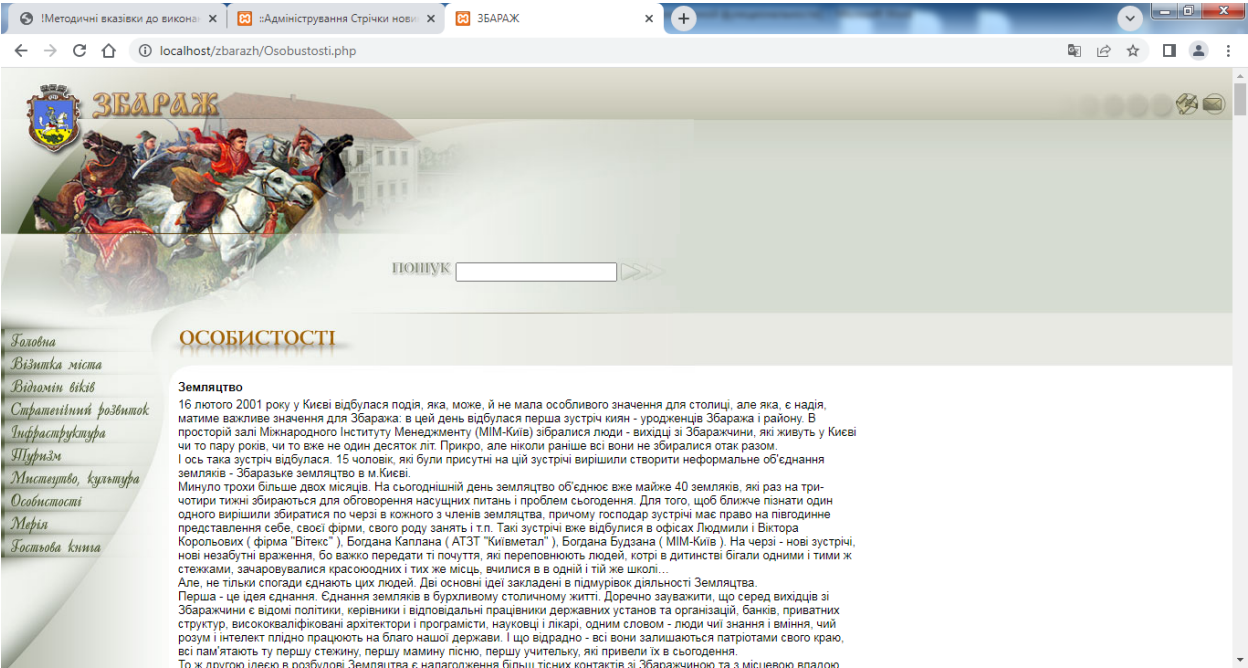 !Методичні вказівки до викона
::Адміністрування Стрічки нови
ЗБАРАЖ
localhost/zbarazh/Osobustosti.php
ЗБАРАЖ
ПОШУК
Головна
Візитка міста
Відгомін віків
Стратегічний розвиток
Інфраструктура
Туризм
Мистецтво, культура
Особистості
Мерія
Гостьова книга
ОСОБИСТОСТІ
Земляцтво
16 лютого 2001 року у Києві відбулася подія, яка, може, й не мала особливого значення для столиці, але яка, є надія,
матиме важливе значення для Збаража: в цей день відбулася перша зустріч киян - уродженців Збаража і району. В
просторій залі Міжнародного Інституту Менеджменту (МІМ-Київ) зібралися люди - вихідці зі Збаражчини, які живуть у Києві
чи то пару років, чи то вже не один десяток літ. Прикро, але ніколи раніше всі вони не збиралися отак разом.
І ось така зустріч відбулася. 15 чоловік, які були присутні на цій зустрічі вирішили створити неформальне об'єднання
земляків - Збаразьке земляцтво в м.Києві.
Минуло трохи більше двох місяців. На сьогоднішній день земляцтво об'єднує вже майже 40 земляків, які раз на три-
чотири тижні збираються для обговорення насущних питань і проблем сьогодення. Для того, щоб ближче пізнати один
одного вирішили збиратися по черзі в кожного з членів земляцтва, причому господар зустрічі має право на півгодинне
представлення себе, своєї фірми, свого роду занять і т.п. Такі зустрічі вже відбулися в офісах Людмили і Віктора
Корольових ( фірма "Вітекс" ), Богдана Каплана ( АТЗТ "Київметал" ), Богдана Будзана ( МІМ-Київ ). На черзі - нові зустрічі,
нові незабутні враження, бо важко передати ті почуття, які переповнюють людей, котрі в дитинстві бігали одними і тими ж
стежками, зачаровувалися красоюодних і тих же місць, вчилися в в одній і тій же школі...
Але, не тільки спогади єднають цих людей. Дві основні ідеї закладені в підмурівок діяльності Земляцтва.
Перша - це ідея єднання. Єднання земляків в бурхливому столичному житті. Доречно зауважити, що серед вихідців зі
Збаражчини є відомі політики, керівники і відповідальні працівники державних установ та організацій, банків, приватних
структур, висококваліфіковані архітектори і програмісти, науковці і лікарі, одним словом - люди чиї знання і вміння, чий
розум і інтелект плідно працюють на благо нашої держави. І що відрадно - всі вони залишаються патріотами свого краю,
всі пам'ятають ту першу стежину, першу мамину пісню, першу учительку, які привели їх в сьогодення.
То ж другою ідеєю в розбудові Земляцтва є налагодження більш тісних контактів зі Збаражчиною та з місцевою владою